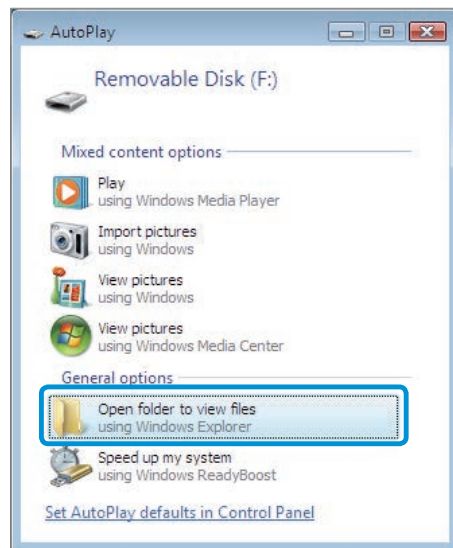 AutoPlay
Removable Disk (F:)
Mixed content options
Play
using Windows Media Player
Import pictures
using Windows
View pictures
using Windows
View pictures
using Windows Media Center
General options
Open folder to view files
using Windows Explorer
Speed up my system
using Windows ReadyBoost
Set AutoPlay defaults in Control Panel